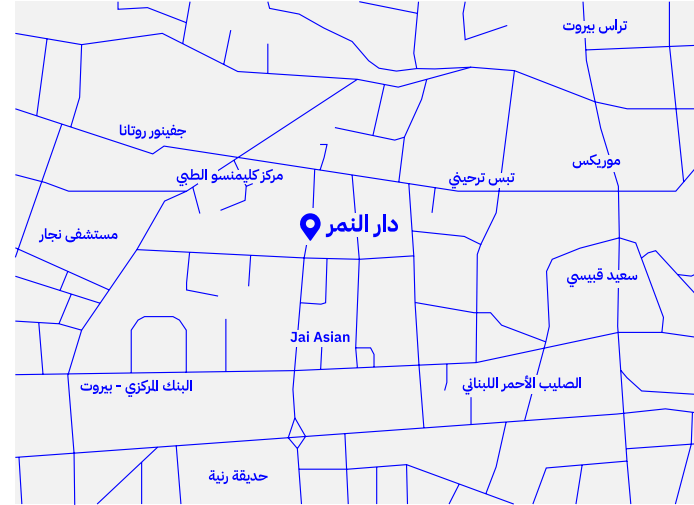 تراس بيروت
جفينور روتانا
موريكس
مركز كليمنسو الطبي
تبس ترحيني
دار النمر
مستشفى نجار
سعيد قبيسي
Jai Asian
البنك المركزي - بيروت
الصليب الأحمر اللبناني
حديقة رنية